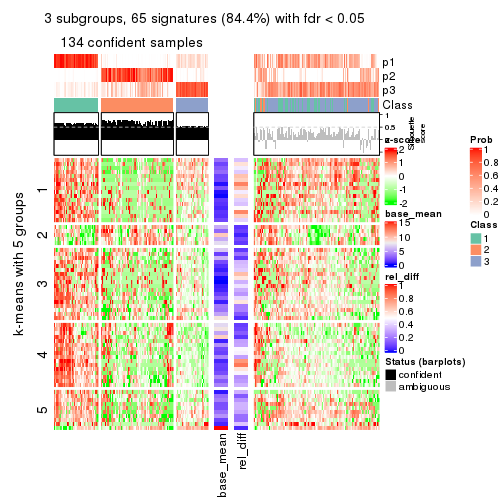 3 subgroups, 65 signatures (84.4%) with fdr < 0.05
134 confident samples
p1
p2
p3
Class
1
0.5
0
Silhouette
score
k-means with 5 groups
1
2
3
4
5
base_mean
rel_diff
z-score
2
1
0
-1
-2
base_mean
15
10
5
0
rel_diff
1
0.8
0.6
0.4
0.2
0
Status (barplots)
confident
ambiguous
Prob
1
0.8
0.6
0.4
0.2
0
Class
1
2
3